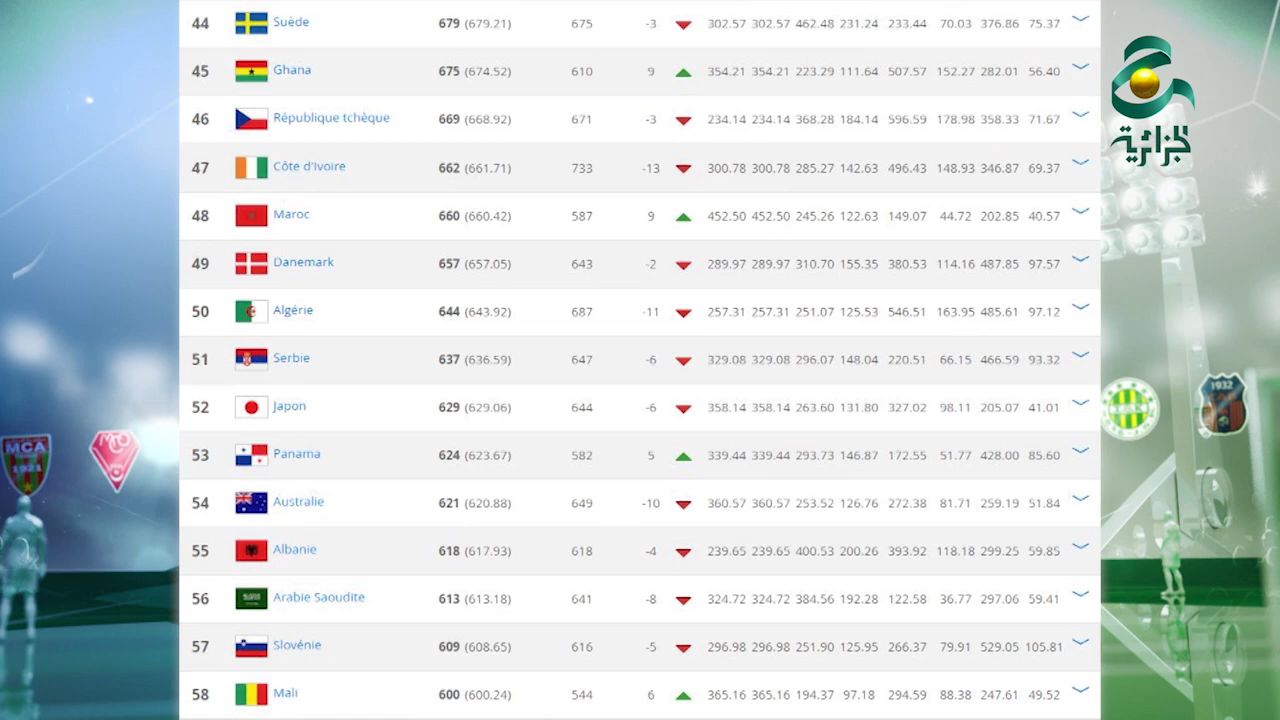 44 Suède 679 (679.21) 675 -3 302.57 302.57 462.48 231.24 233.44 70.03 376.86 75.37
45 Ghana 675 (674.52) 610 9 354.21 354.21 223.29 111.64 507.57 152.27 282.01 56.40
46 République tchèque 669 (668.92) 671 -3 234.14 234.14 368.28 184.14 596.59 178.98 358.33 71.67
47 Côte d'Ivoire 662 (661.71) 733 -13 300.78 300.78 285.27 142.63 496.43 148.93 346.87 69.37
48 Maroc 660 (660.42) 587 9 452.50 452.50 245.26 122.63 149.07 44.72 202.85 40.57
49 Danemark 657 (657.05) 643 -2 289.97 289.97 310.70 155.35 380.53 114.16 487.85 97.57
50 Algérie 644 (643.92) 687 -11 257.31 257.31 251.07 125.53 546.51 163.95 485.61 97.12
51 Serbie 637 (636.59) 647 -6 329.08 329.08 296.07 148.04 220.51 66.15 466.59 93.32
52 Japon 629 (629.06) 644 -6 358.14 358.14 263.60 131.80 327.02 98.11 205.07 41.01
53 Panama 624 (623.67) 582 5 339.44 339.44 293.73 146.87 172.55 51.77 428.00 85.60
54 Australie 621 (620.88) 649 -10 360.57 360.57 253.52 126.76 272.38 81.71 259.19 51.84
55 Albanie 618 (617.93) 618 -4 239.65 239.65 400.53 200.26 393.92 118.18 299.25 59.85
56 Arabie Saoudite 613 (613.18) 641 -8 324.72 324.72 384.56 192.28 122.58 36.77 297.06 59.41
57 Slovénie 609 (608.65) 616 -5 296.98 296.98 251.90 125.95 266.37 79.91 529.05 105.81
58 Mali 600 (600.24) 544 6 365.16 365.16 194.37 97.18 294.59 88.38 247.61 49.52
الجزائرية
MCA
1921
MCO
1932